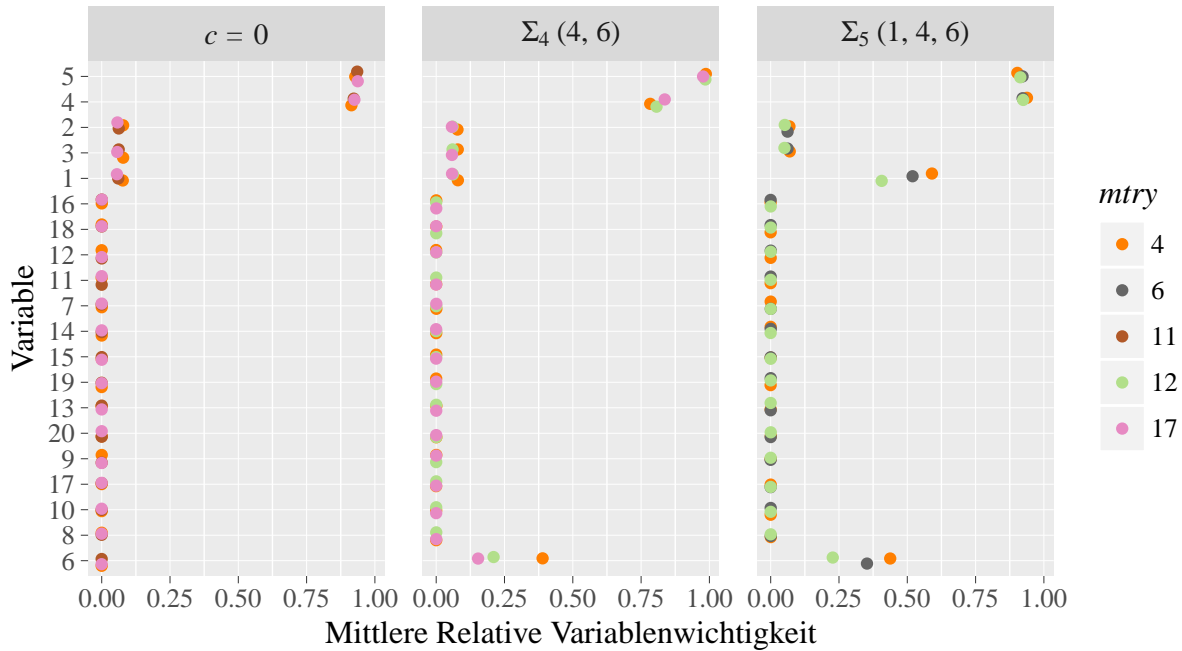 c = 0
Σ₄ (4, 6)
Σ₅ (1, 4, 6)
Variable
5
4
2
3
1
16
18
12
11
7
14
15
19
13
20
9
17
10
8
6
0.00 0.25 0.50 0.75 1.00
0.00 0.25 0.50 0.75 1.00
0.00 0.25 0.50 0.75 1.00
Mittlere Relative Variablenwichtigkeit
mtry
4
6
11
12
17